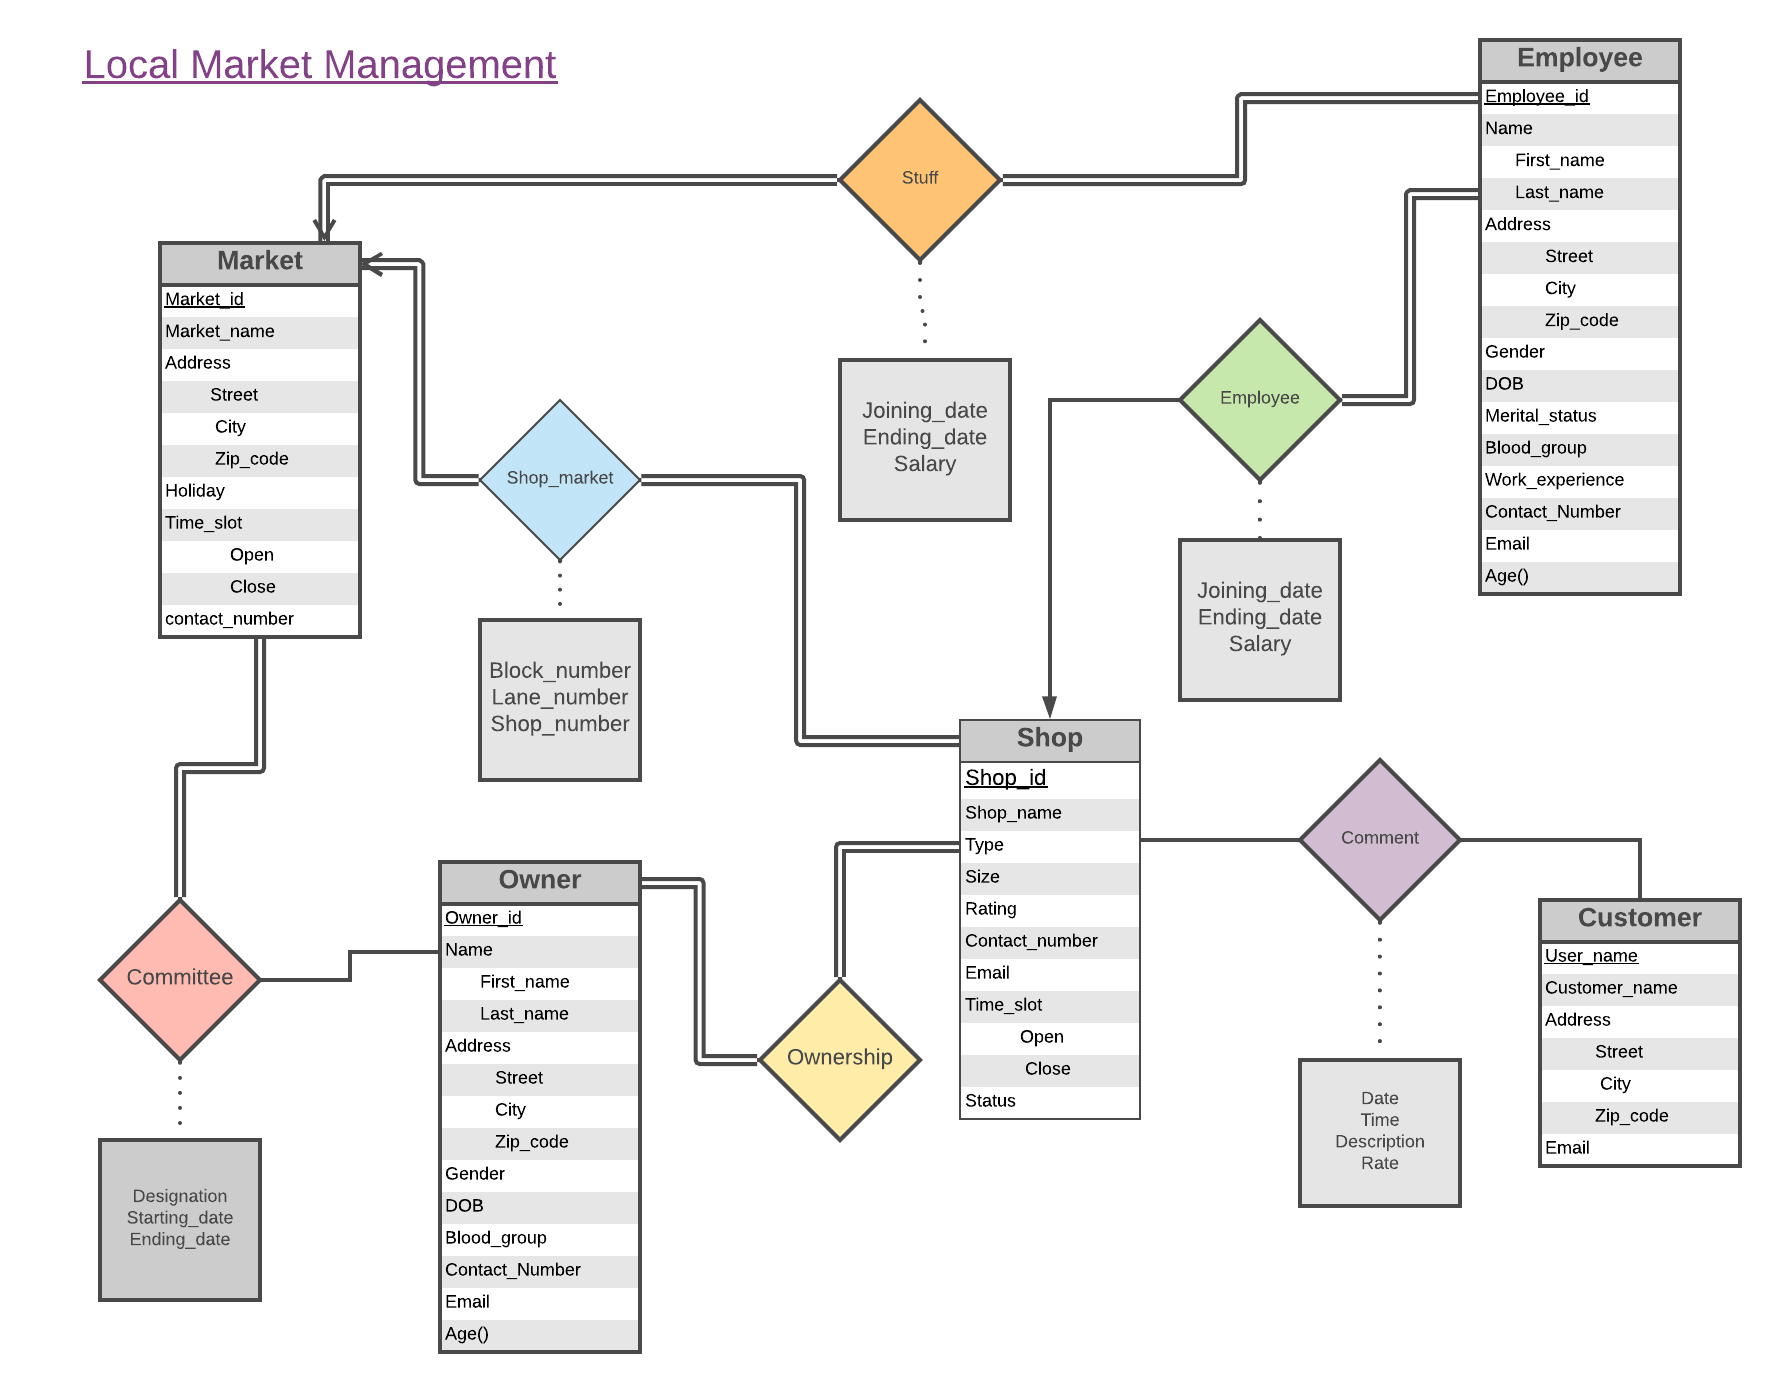 Local Market Management
Employee
Employee_id
Name
First_name
Last_name
Address
Street
City
Zip_code
Gender
DOB
Merital_status
Blood_group
Work_experience
Contact_Number
Email
Age()
Stuff
Joining_date
Ending_date
Salary
Employee
Joining_date
Ending_date
Salary
Market
Market_id
Market_name
Address
Street
City
Zip_code
Holiday
Time_slot
Open
Close
contact_number
Shop_market
Block_number
Lane_number
Shop_number
Shop
Shop_id
Shop_name
Type
Size
Rating
Contact_number
Email
Time_slot
Open
Close
Status
Comment
Date
Time
Description
Rate
Customer
User_name
Customer_name
Address
Street
City
Zip_code
Email
Committee
Designation
Starting_date
Ending_date
Owner
Owner_id
Name
First_name
Last_name
Address
Street
City
Zip_code
Gender
DOB
Blood_group
Contact_Number
Email
Age()
Ownership